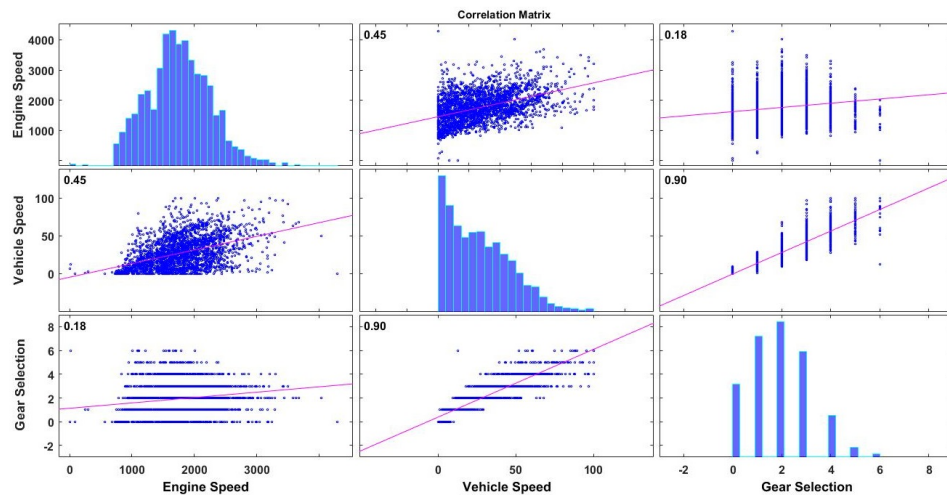 Correlation Matrix
Engine Speed
4000
3000
2000
1000
0.45
0.18
Vehicle Speed
100
50
0
0.45
0.90
Gear Selection
8
6
4
2
0
-2
0.18
0.90
0 1000 2000 3000
0 50 100
-2 0 2 4 6 8
Engine Speed Vehicle Speed Gear Selection